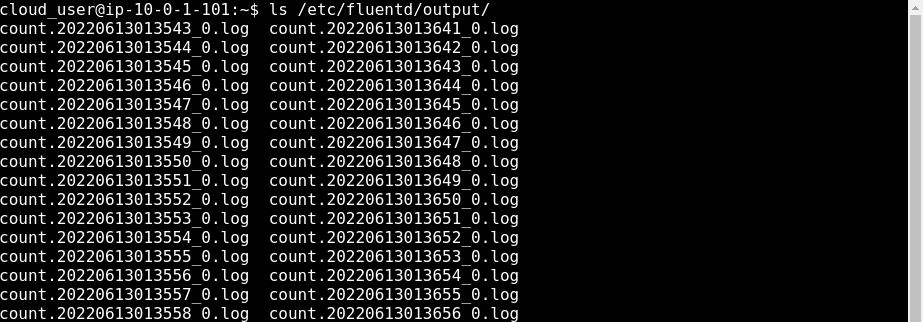 cloud_user@ip-10-0-1-101:~$ ls /etc/fluentd/output/
count.20220613013543_0.log  count.20220613013641_0.log
count.20220613013544_0.log  count.20220613013642_0.log
count.20220613013545_0.log  count.20220613013643_0.log
count.20220613013546_0.log  count.20220613013644_0.log
count.20220613013547_0.log  count.20220613013645_0.log
count.20220613013548_0.log  count.20220613013646_0.log
count.20220613013549_0.log  count.20220613013647_0.log
count.20220613013550_0.log  count.20220613013648_0.log
count.20220613013551_0.log  count.20220613013649_0.log
count.20220613013552_0.log  count.20220613013650_0.log
count.20220613013553_0.log  count.20220613013651_0.log
count.20220613013554_0.log  count.20220613013652_0.log
count.20220613013555_0.log  count.20220613013653_0.log
count.20220613013556_0.log  count.20220613013654_0.log
count.20220613013557_0.log  count.20220613013655_0.log
count.20220613013558_0.log  count.20220613013656_0.log